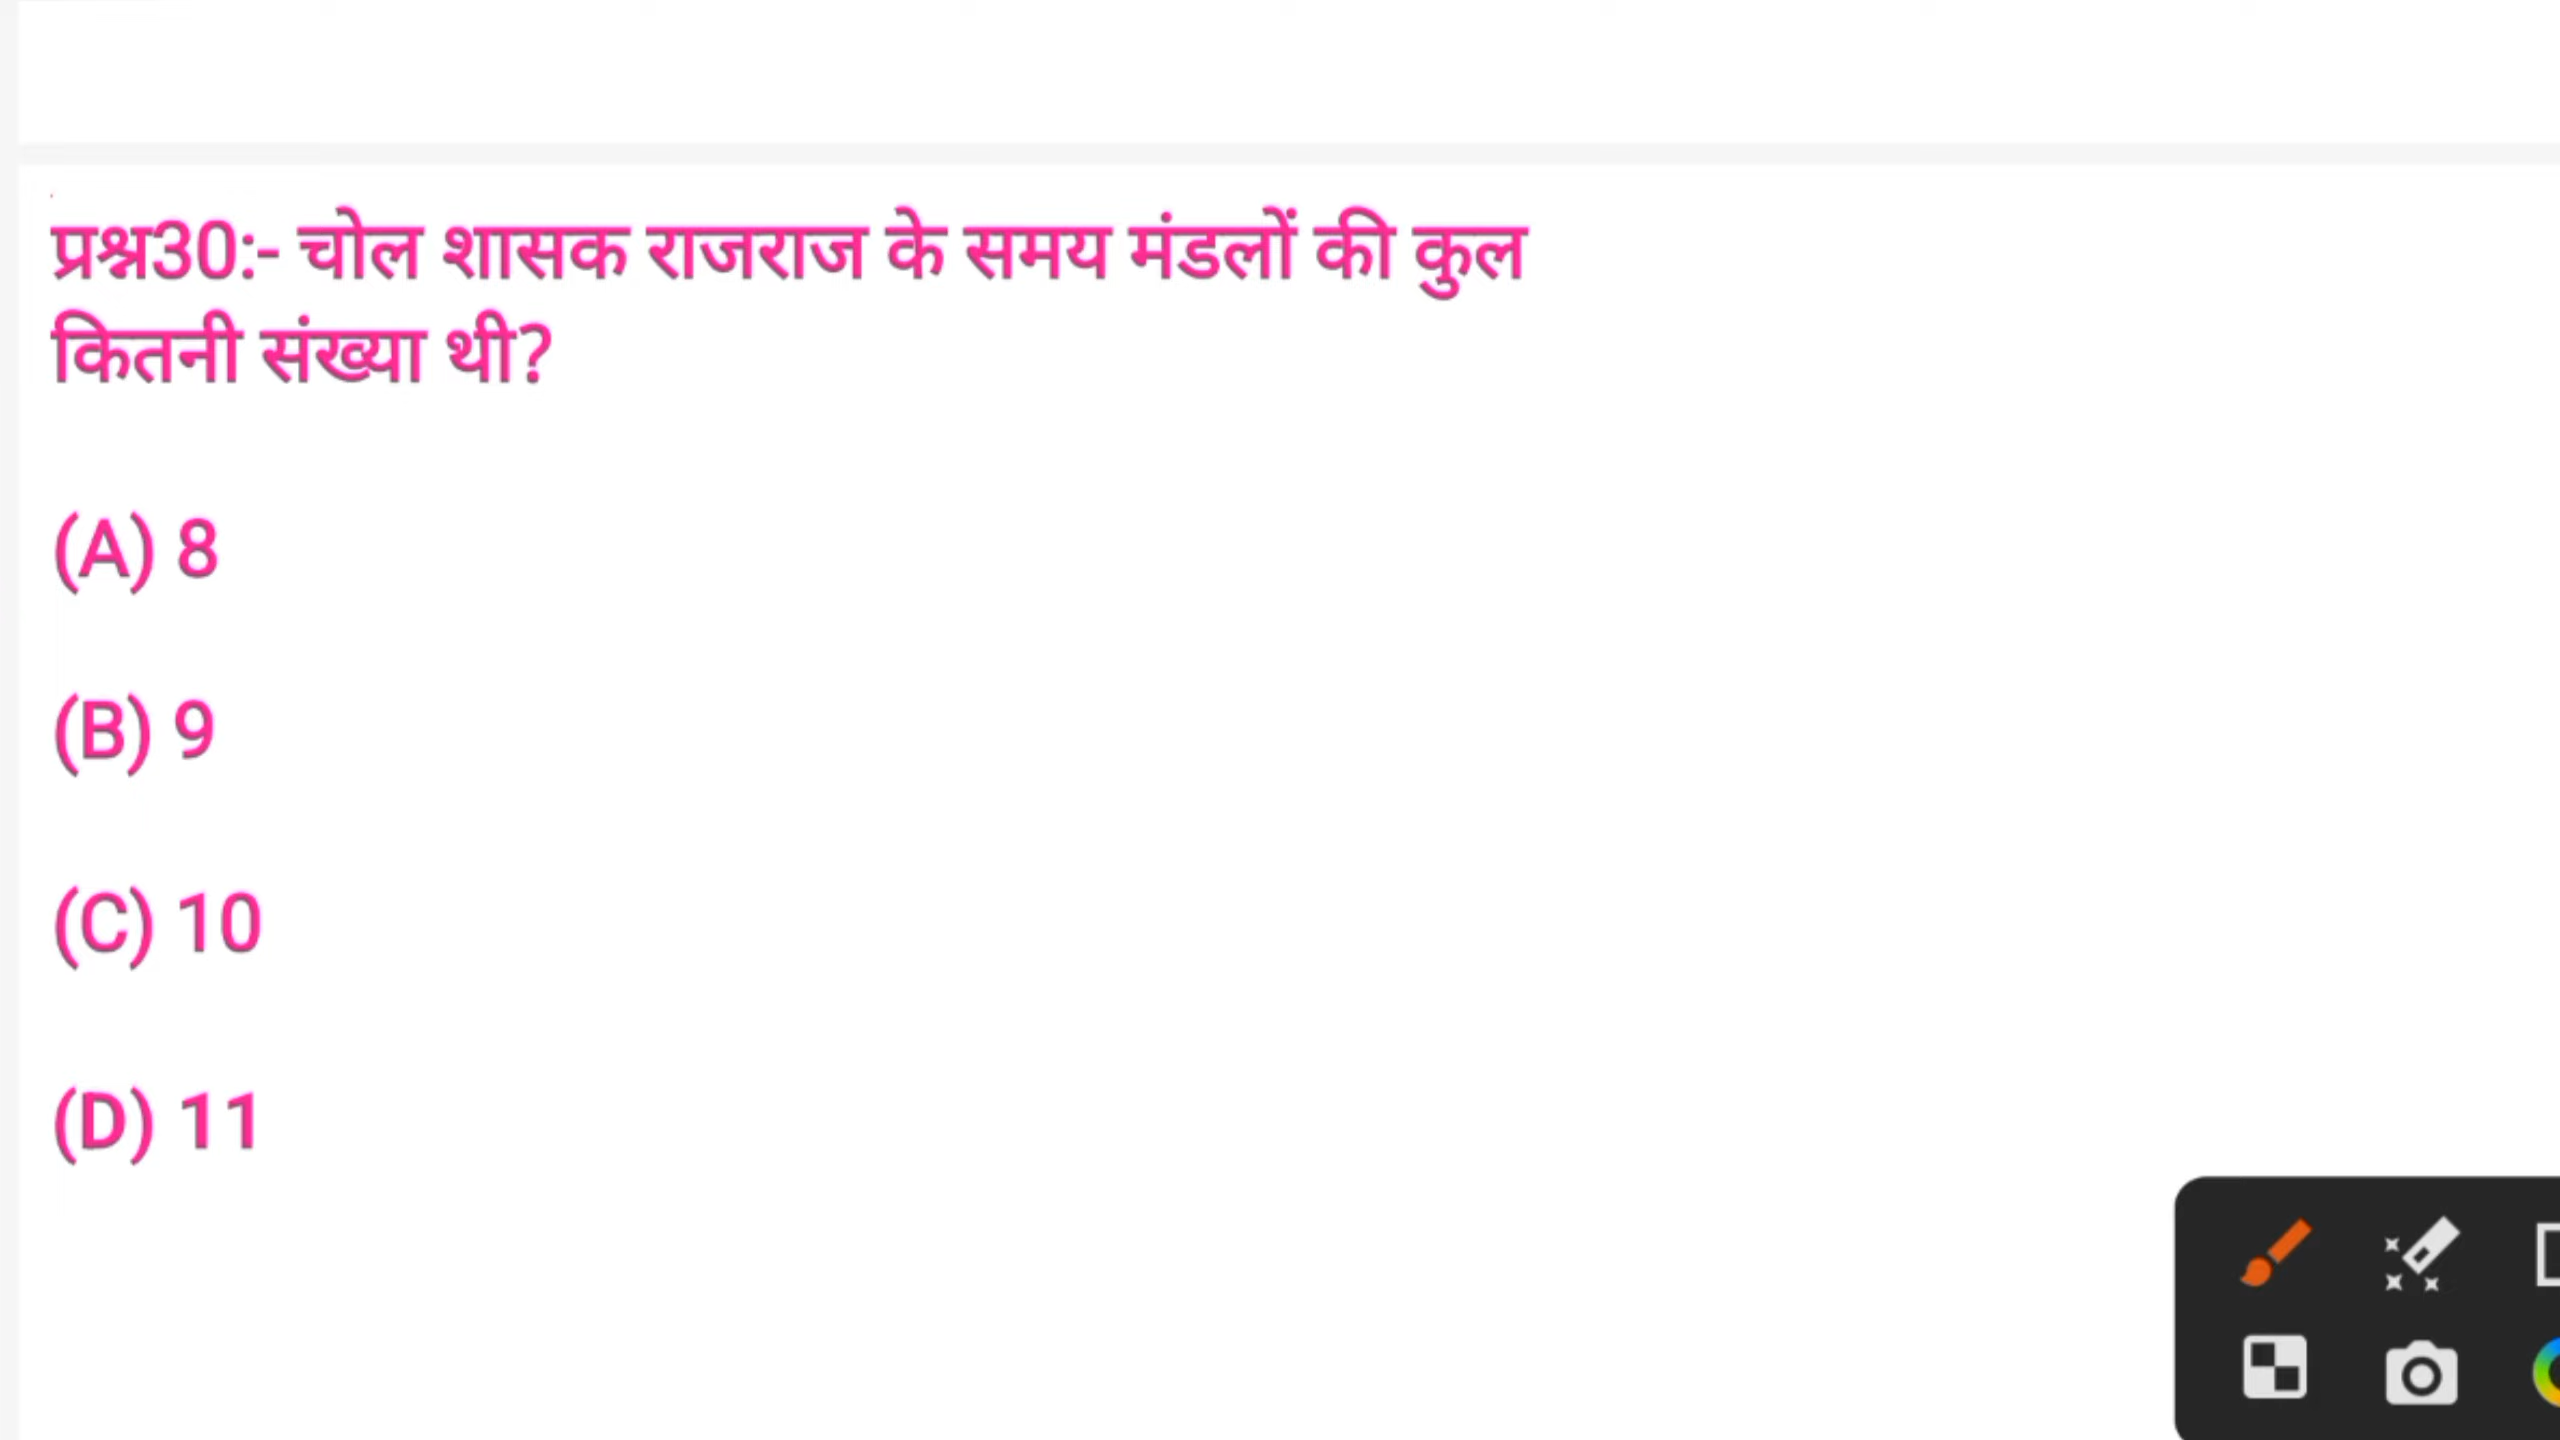 प्रश्न30:- चोल शासक राजराज के समय मंडलों की कुल
कितनी संख्या थी?
(A) 8
(B) 9
(C) 10
(D) 11